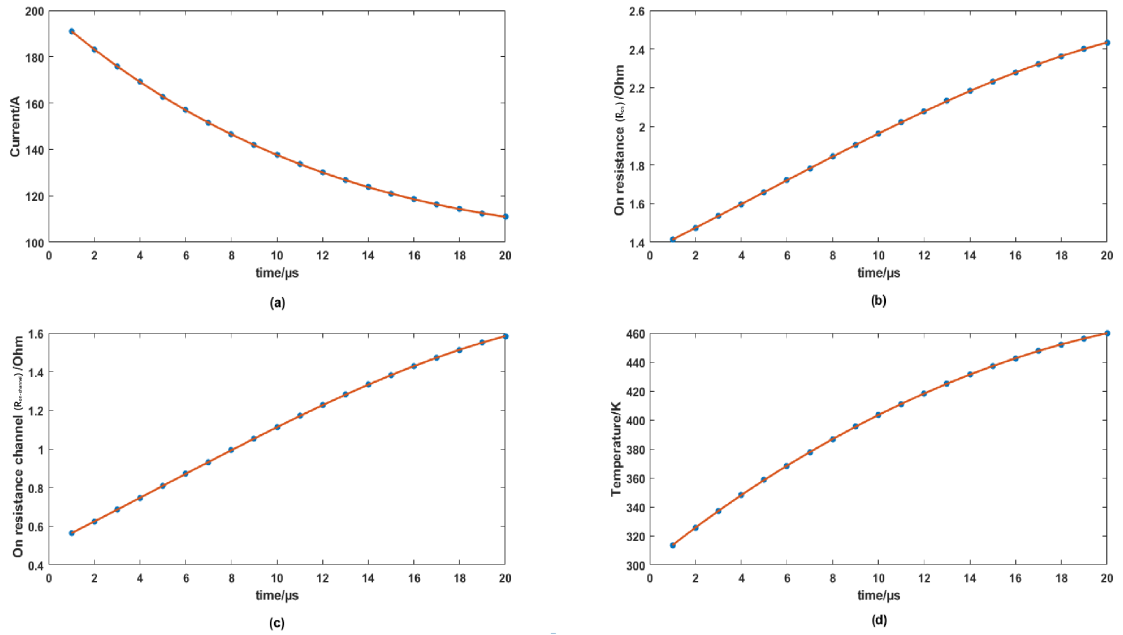 200
180
160
140
120
100
Current/A
0 2 4 6 8 10 12 14 16 18 20
time/µs
(a)
2.6
2.4
2.2
2
1.8
1.6
1.4
On resistance (Ron) /Ohm
0 2 4 6 8 10 12 14 16 18 20
time/µs
(b)
1.6
1.4
1.2
1
0.8
0.6
0.4
On resistance channel /Ohm
0 2 4 6 8 10 12 14 16 18 20
time/µs
(c)
460
440
420
400
380
360
340
320
300
Temperature/K
0 2 4 6 8 10 12 14 16 18 20
time/µs
(d)